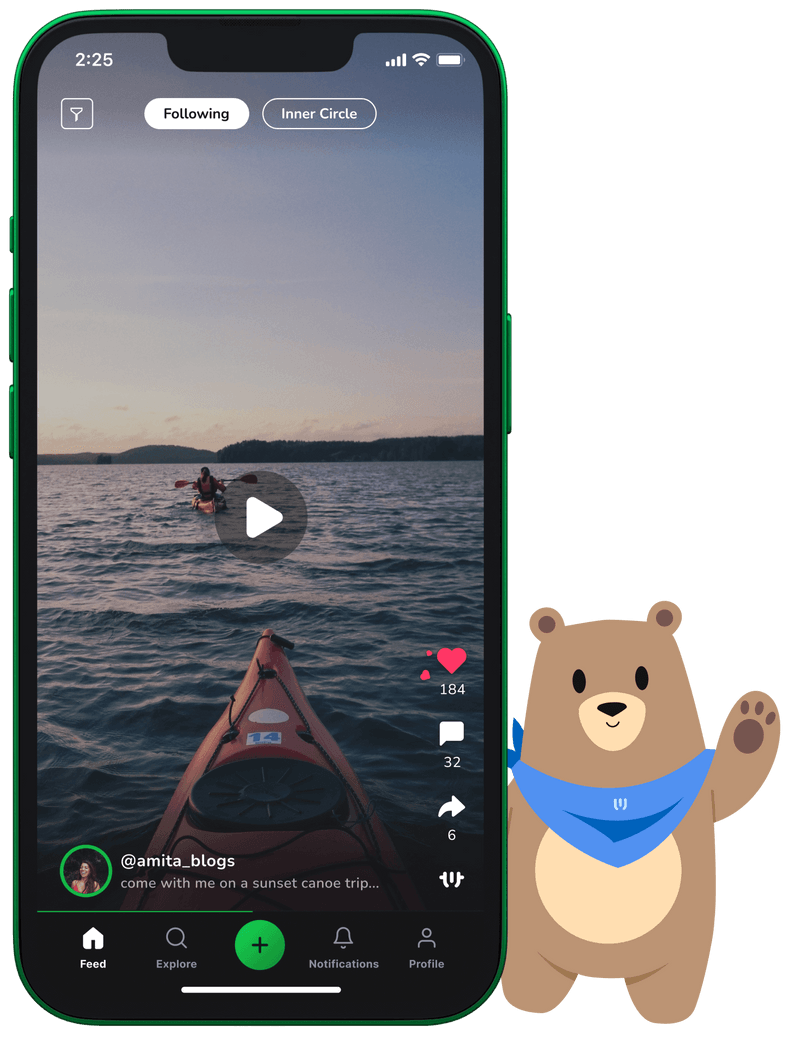 2:25
Following
Inner Circle
14
184
32
6
@amita_blogs
come with me on a sunset canoe trip...
Feed
Explore
Notifications
Profile